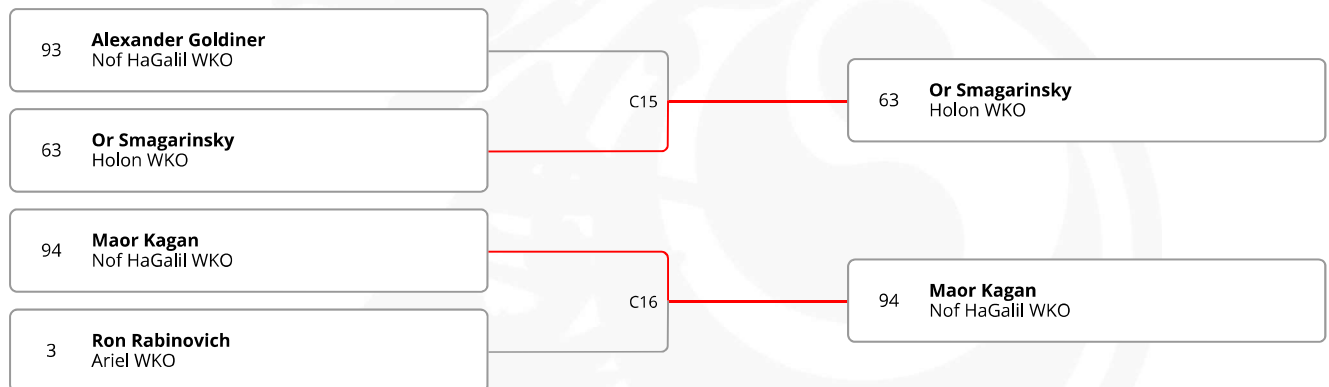 93
Alexander Goldiner
Nof HaGalil WKO
C15
63
Or Smagarinsky
Holon WKO
63
Or Smagarinsky
Holon WKO
94
Maor Kagan
Nof HaGalil WKO
C16
94
Maor Kagan
Nof HaGalil WKO
3
Ron Rabinovich
Ariel WKO